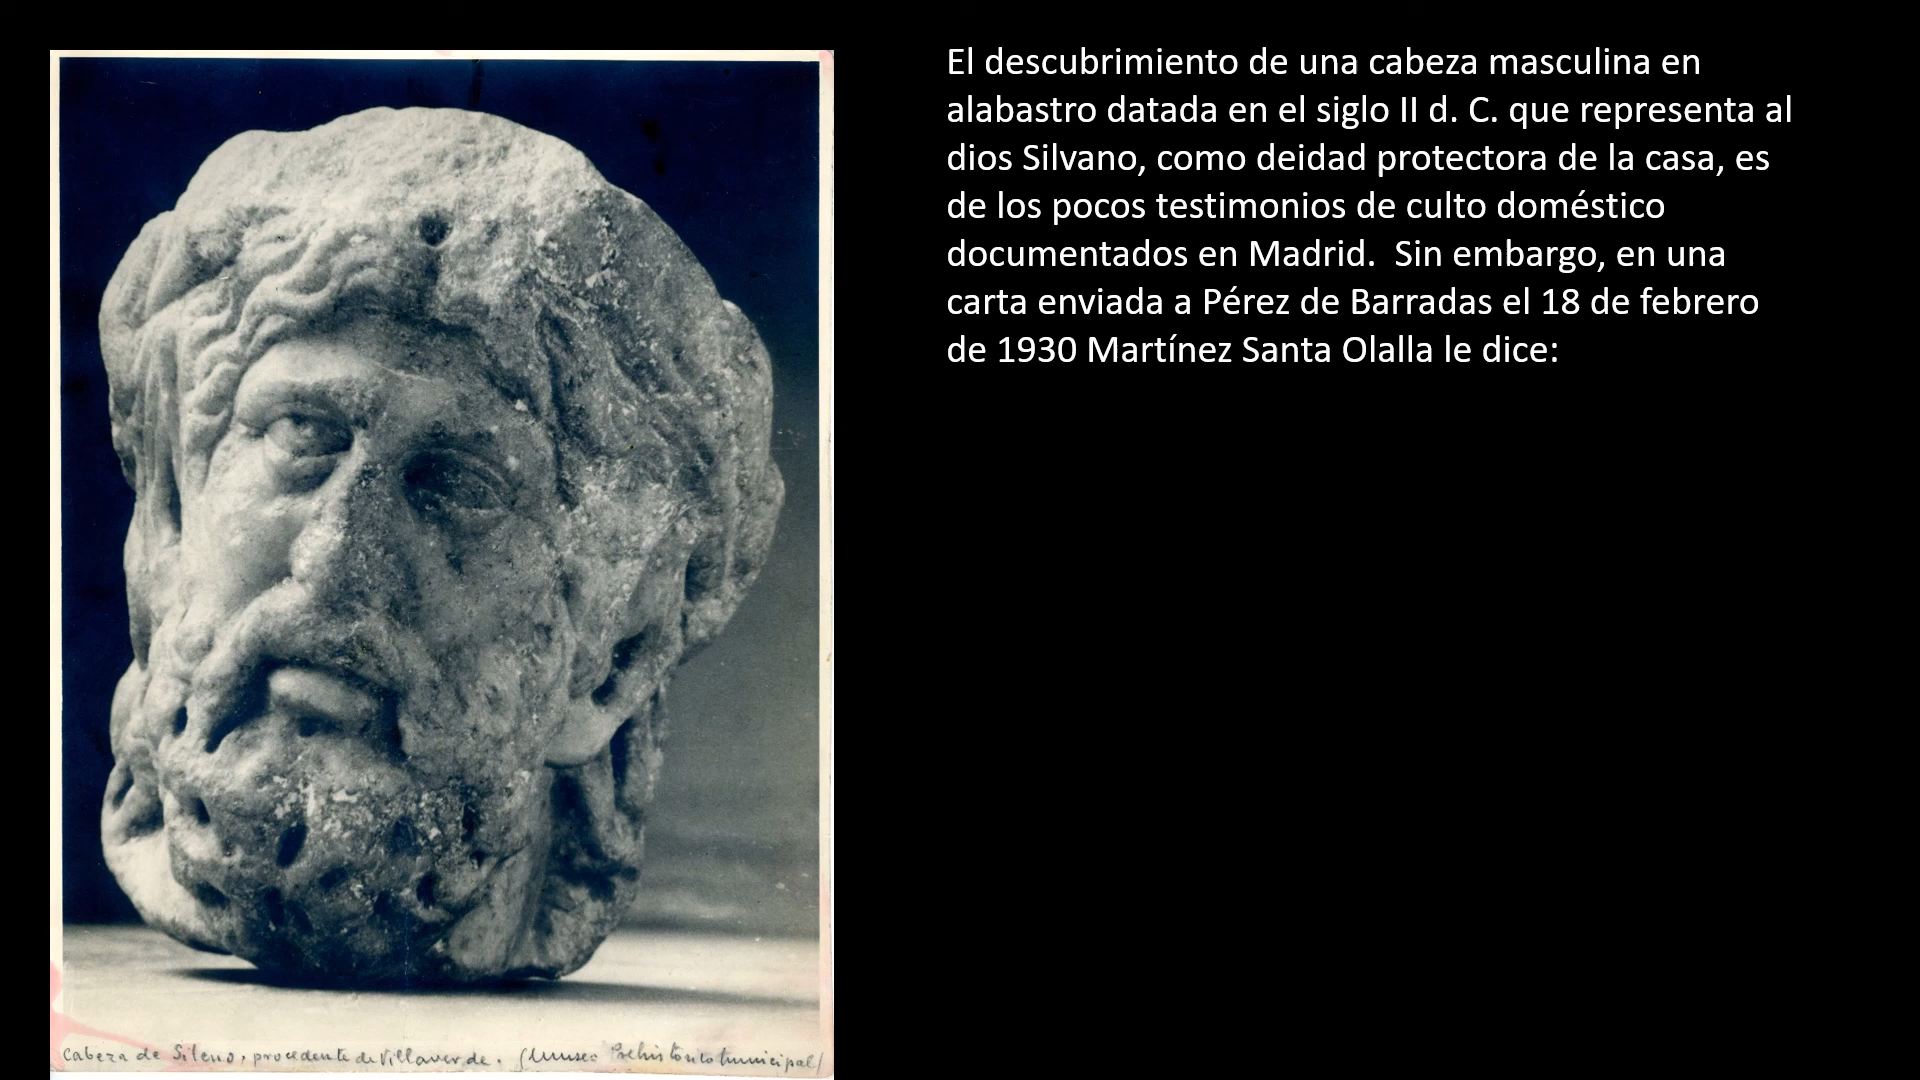 El descubrimiento de una cabeza masculina en
alabastro datada en el siglo II d. C. que representa al
dios Silvano, como deidad protectora de la casa, es
de los pocos testimonios de culto doméstico
documentados en Madrid.  Sin embargo, en una
carta enviada a Pérez de Barradas el 18 de febrero
de 1930 Martínez Santa Olalla le dice:
Cabeza de Sileno, procedente de Villaverde. (Museo Prehistorico municipal)